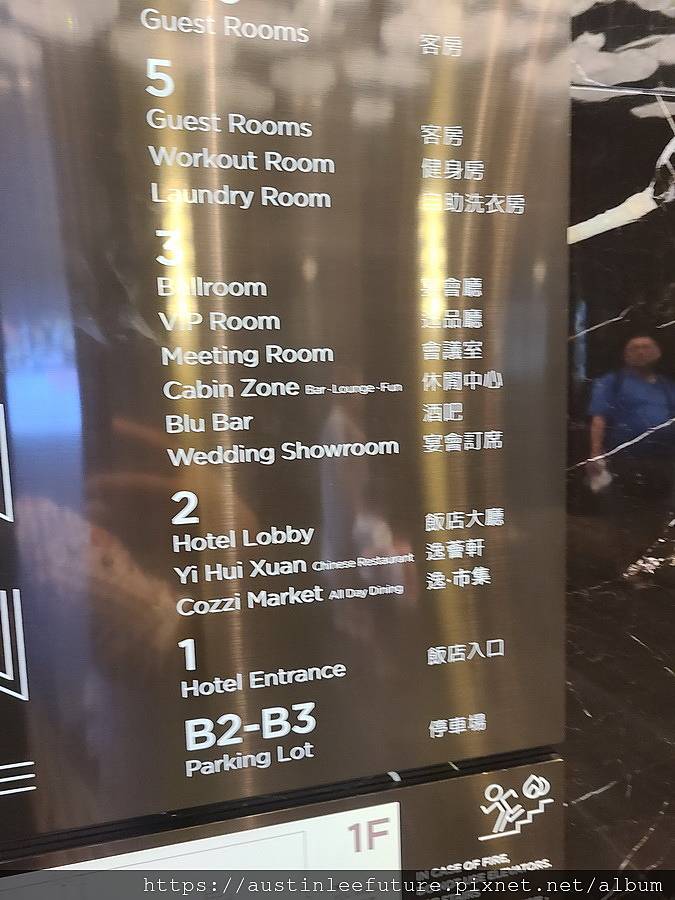 Guest Rooms 客房
5
Guest Rooms 客房
Workout Room 健身房
Laundry Room 自助洗衣房
3
Ballroom 宴會廳
VIP Room 逸品廳
Meeting Room 會議室
Cabin Zone Bar·Lounge·Fun 休閒中心
Blu Bar 酒吧
Wedding Showroom 宴會訂席
2
Hotel Lobby 飯店大廳
Yi Hui Xuan Chinese Restaurant 逸薈軒
Cozzi Market All Day Dining 逸·市集
1
Hotel Entrance 飯店入口
B2-B3
Parking Lot 停車場
1F
IN CASE OF FIRE,
ELEVATORS.
https://austinleefuture.pixnet.net/album